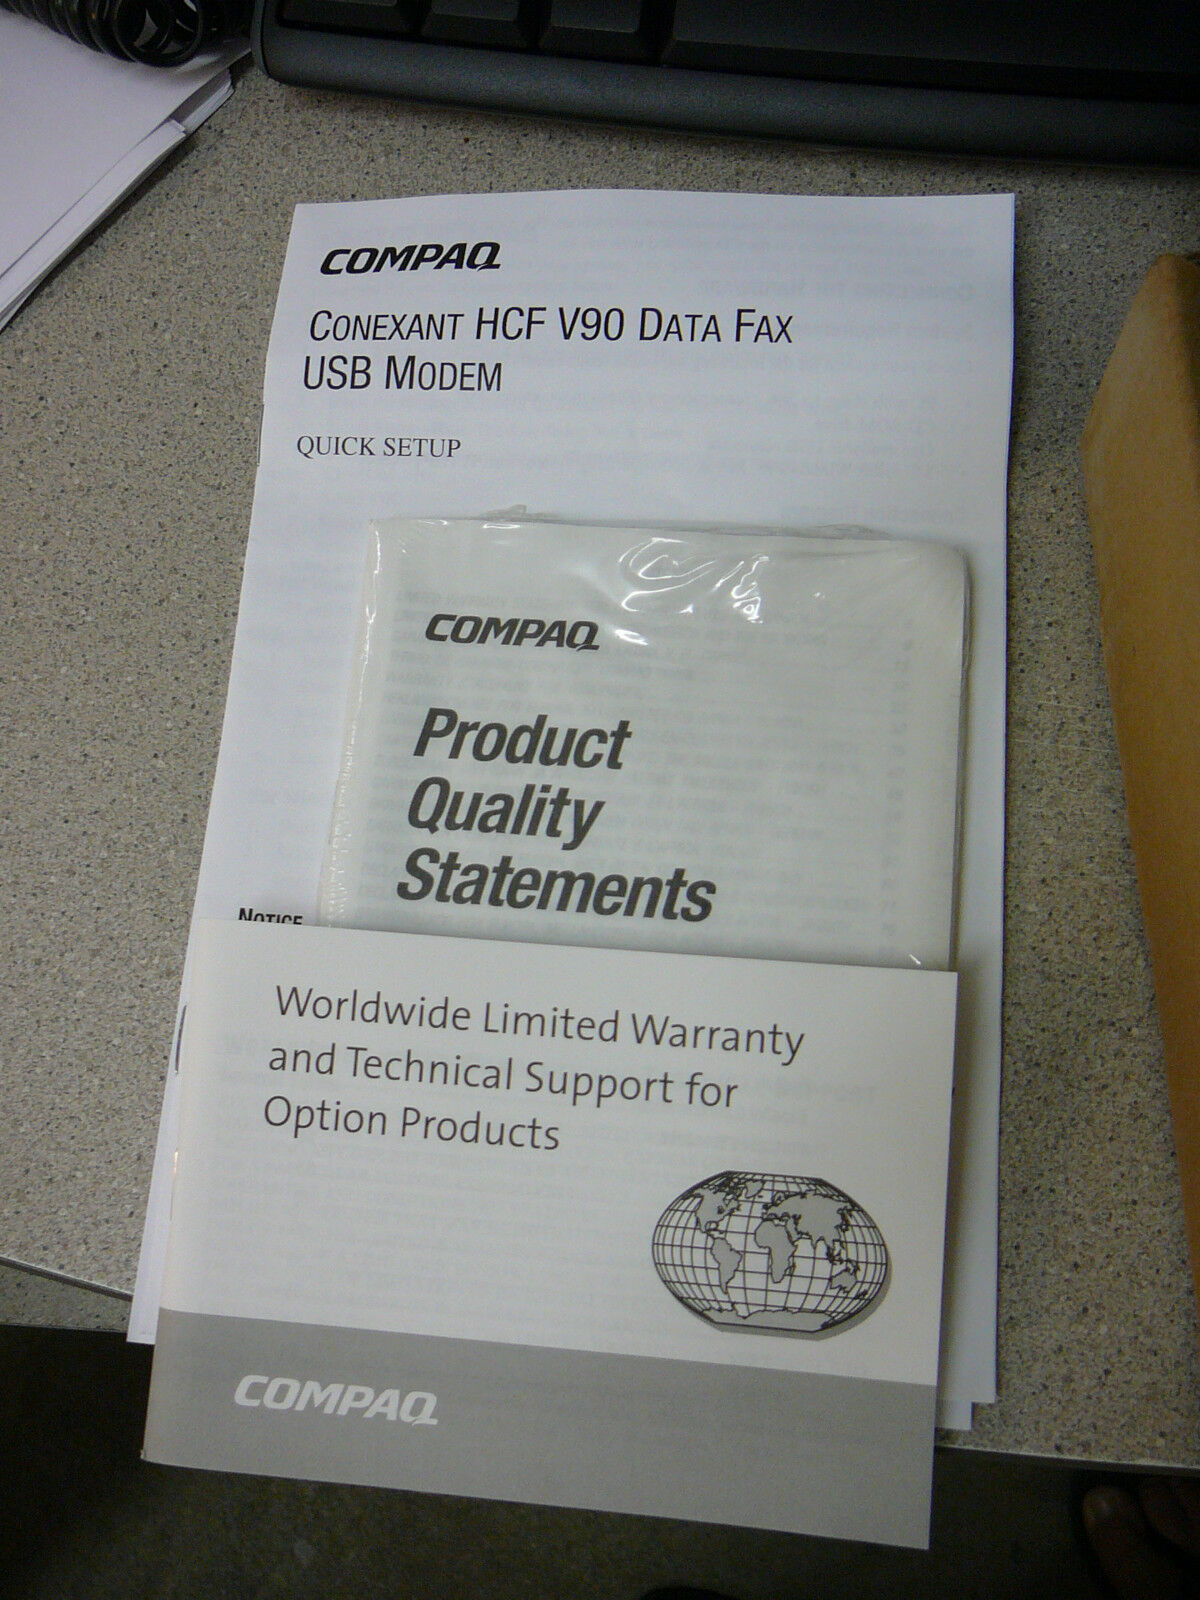 COMPAQ
CONEXANT HCF V90 DATA FAX
USB MODEM
QUICK SETUP
COMPAQ
Product
Quality
Statements
NOTICE
Worldwide Limited Warranty
and Technical Support for
Option Products
COMPAQ